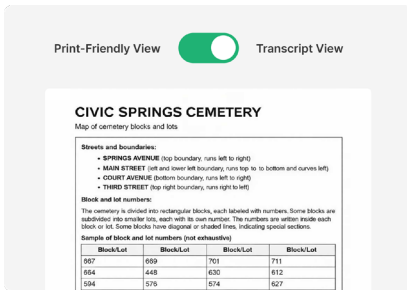 Print-Friendly View
Transcript View
CIVIC SPRINGS CEMETERY
Map of cemetery blocks and lots
Streets and boundaries:
• SPRINGS AVENUE (top boundary, runs left to right)
• MAIN STREET (left and lower left boundary, runs top to to bottom and curves left)
• COURT AVENUE (bottom boundary, runs left to right)
• THIRD STREET (top right boundary, runs right to left)
Block and lot numbers:
The cemetery is divided into rectangular blocks, each labeled with numbers. Some blocks are
subdivided into smaller lots, each with its own number. The numbers are written inside each
block or lot. Some blocks have diagonal or shaded lines, indicating special sections.
Sample of block and lot numbers (not exhaustive)
Block/Lot Block/Lot Block/Lot Block/Lot
667 669 701 711
664 448 630 612
594 576 574 627